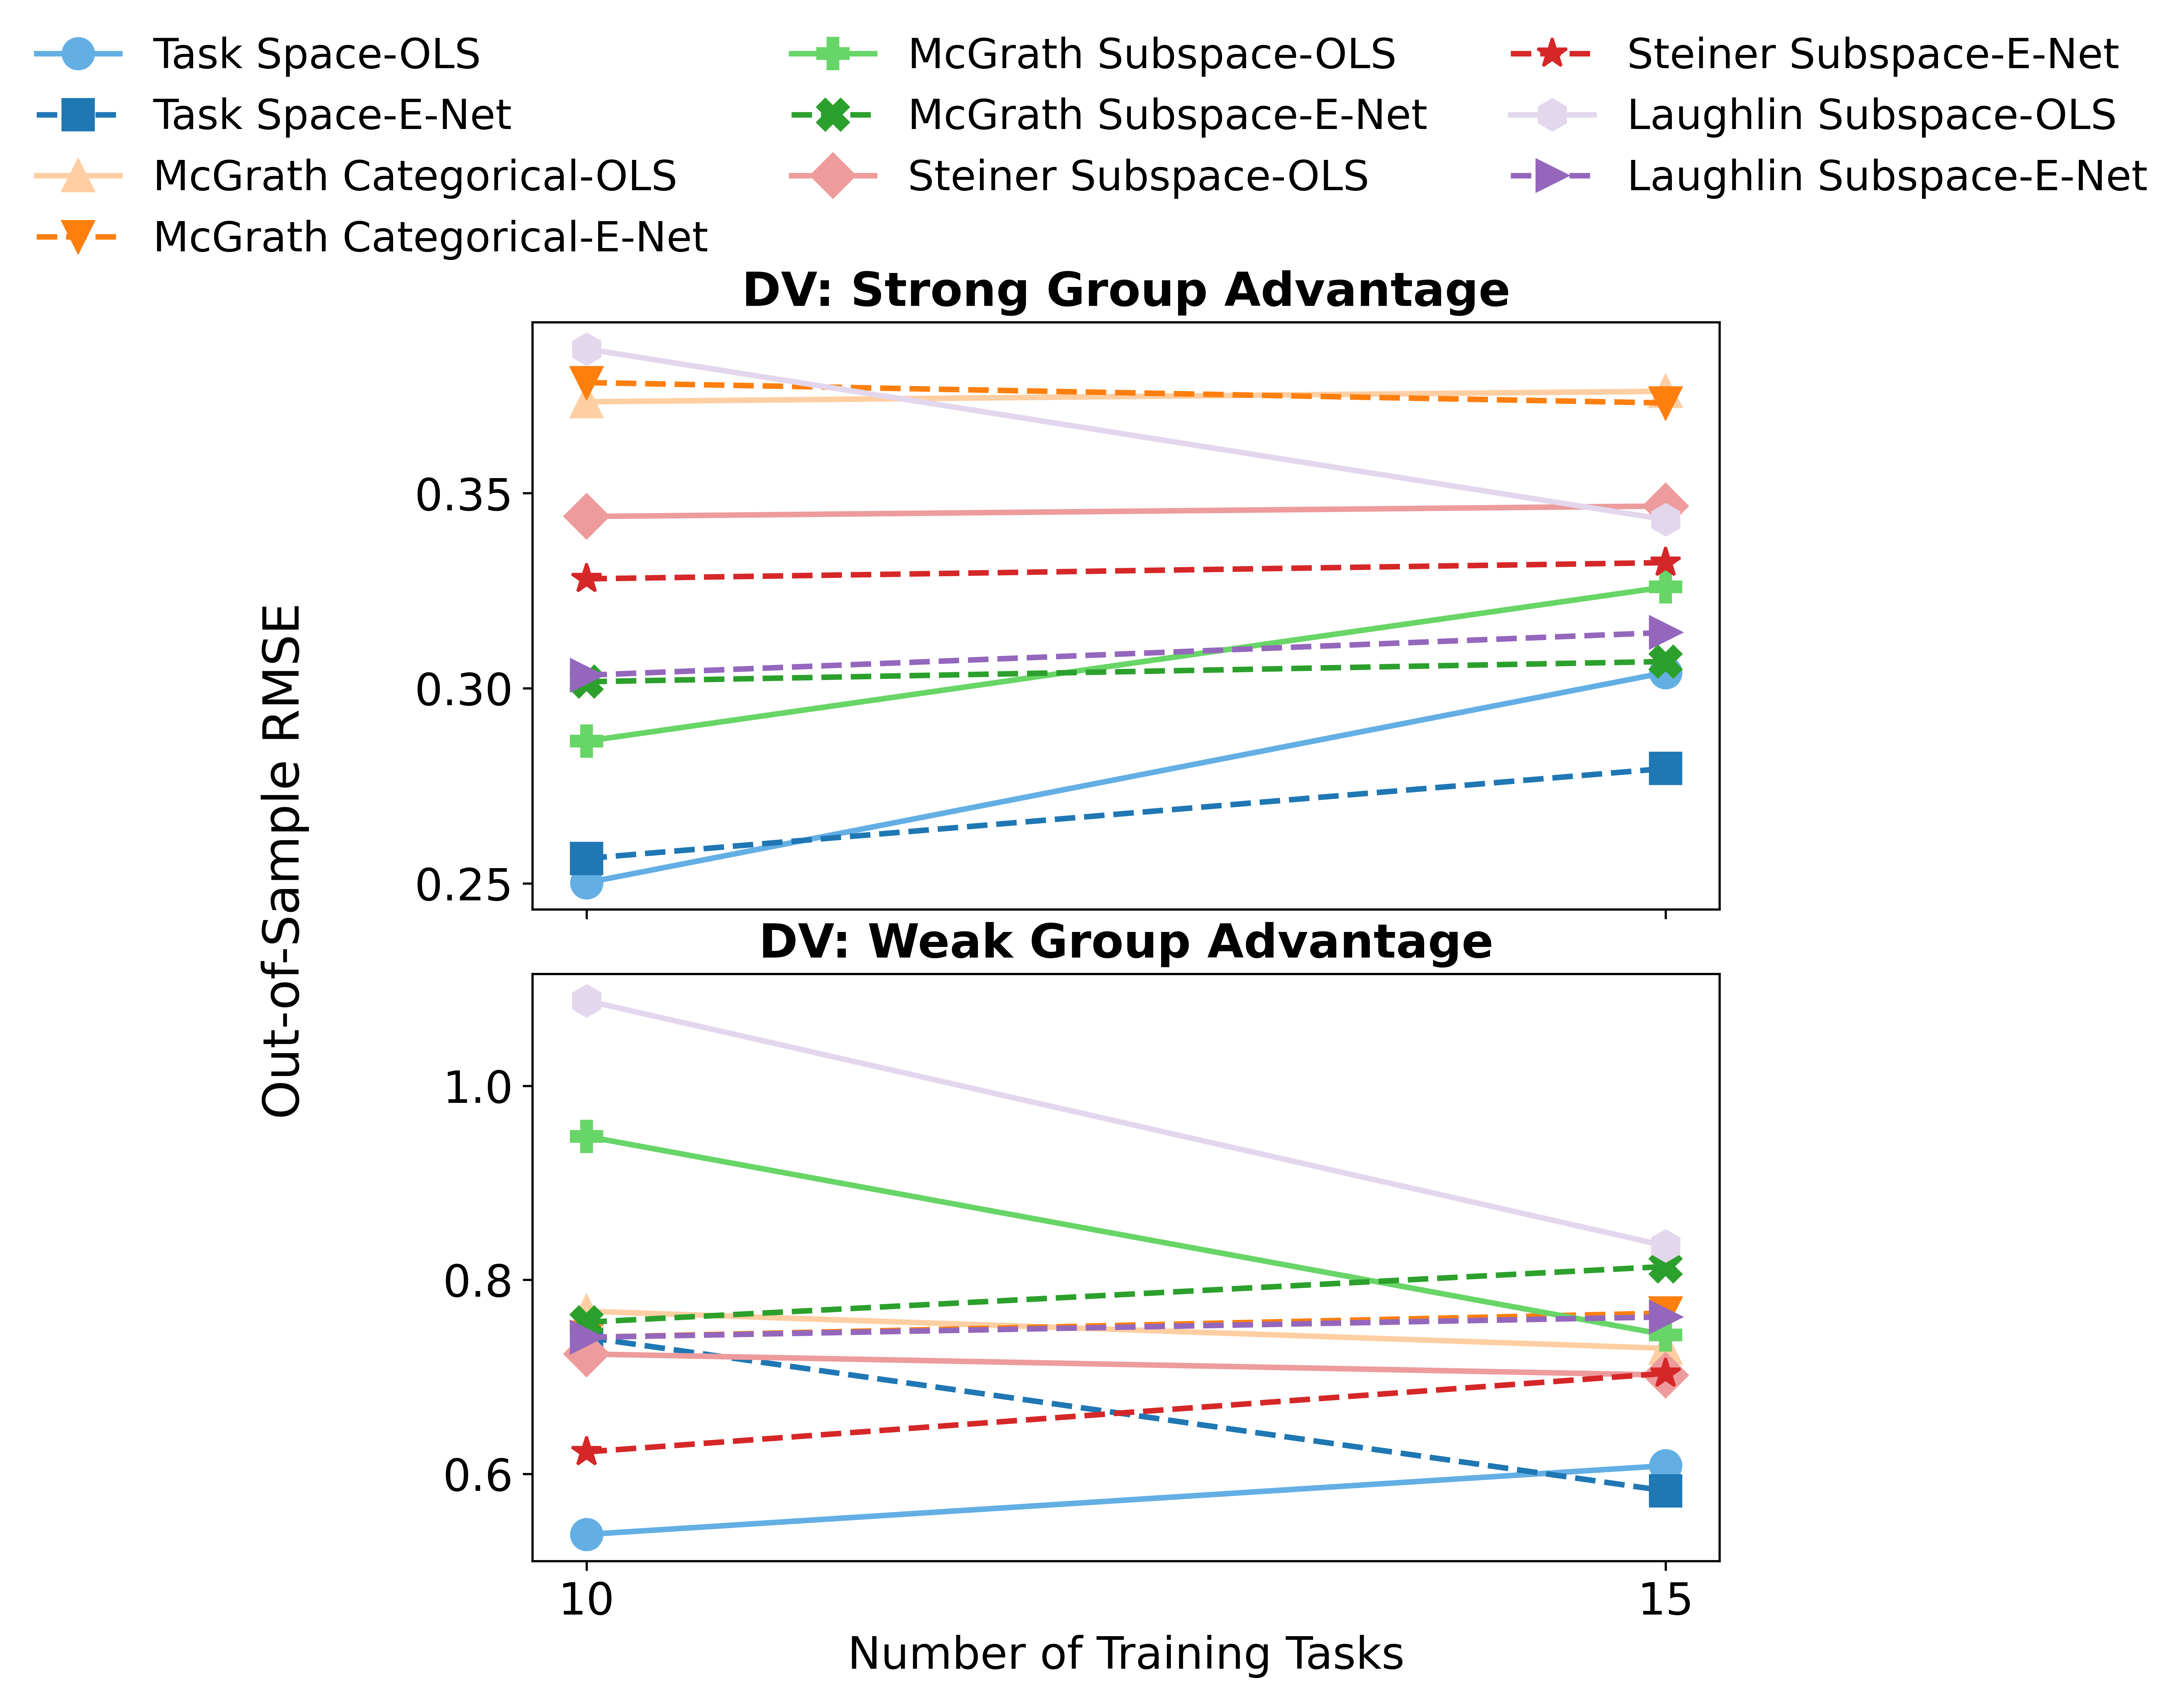 Task Space-OLS
Task Space-E-Net
McGrath Categorical-OLS
McGrath Categorical-E-Net
McGrath Subspace-OLS
McGrath Subspace-E-Net
Steiner Subspace-OLS
Steiner Subspace-E-Net
Laughlin Subspace-OLS
Laughlin Subspace-E-Net
DV: Strong Group Advantage
0.35
0.30
0.25
Out-of-Sample RMSE
DV: Weak Group Advantage
1.0
0.8
0.6
10
15
Number of Training Tasks